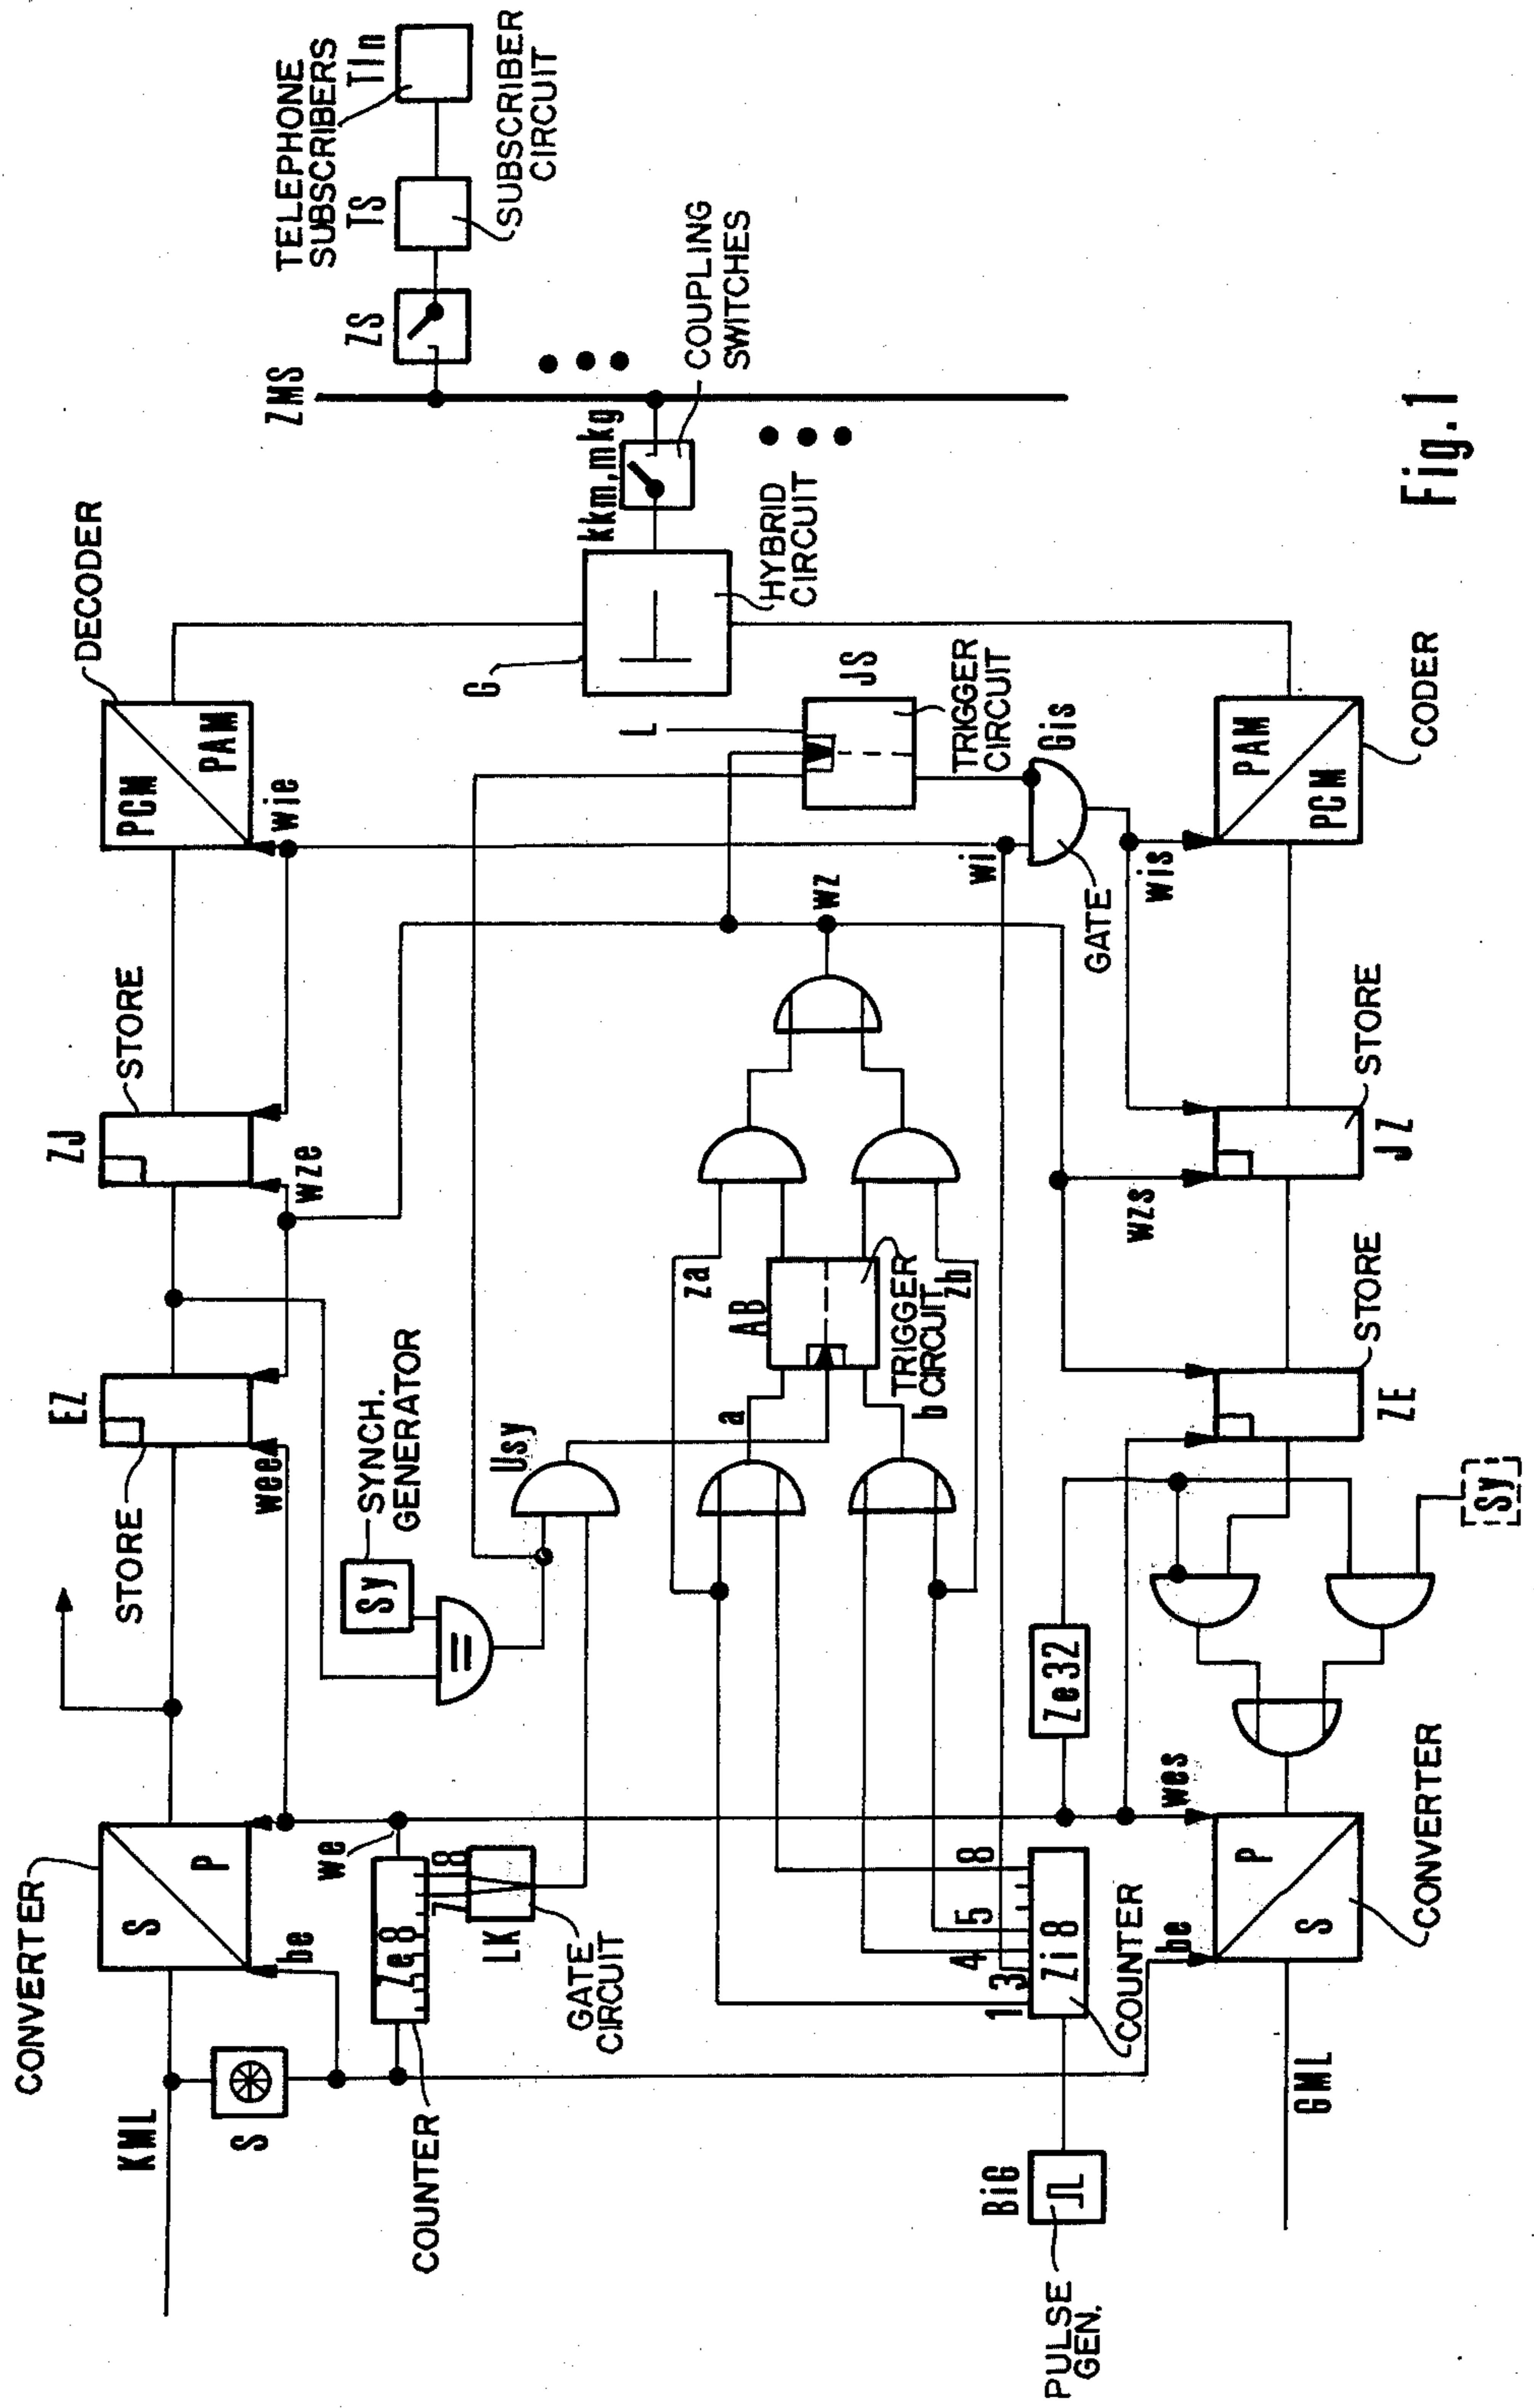 CONVERTER
STORE
EZ
ZJ
STORE
DECODER
KML
S
P
PCM
PAM
S
be
wee
wze
wie
we
COUNTER
Ze8
7
8
LK
GATE
CIRCUIT
Sy
SYNCH.
GENERATOR
Usy
G
TELEPHONE
SUBSCRIBERS
ZMS
ZS
TS
Tln
SUBSCRIBER
CIRCUIT
kkm,mkg
COUPLING
SWITCHES
HYBRID
CIRCUIT
L
JS
TRIGGER
CIRCUIT
za
a
AB
TRIGGER
CIRCUIT
b
zb
wz
wi
Gis
GATE
BiG
PULSE
GEN.
1
3
4
5
8
Zi8
COUNTER
Ze32
be
wes
wzs
wis
P
S
PAM
PCM
CONVERTER
GML
Sy
ZE
STORE
JZ
STORE
CODER
Fig.1